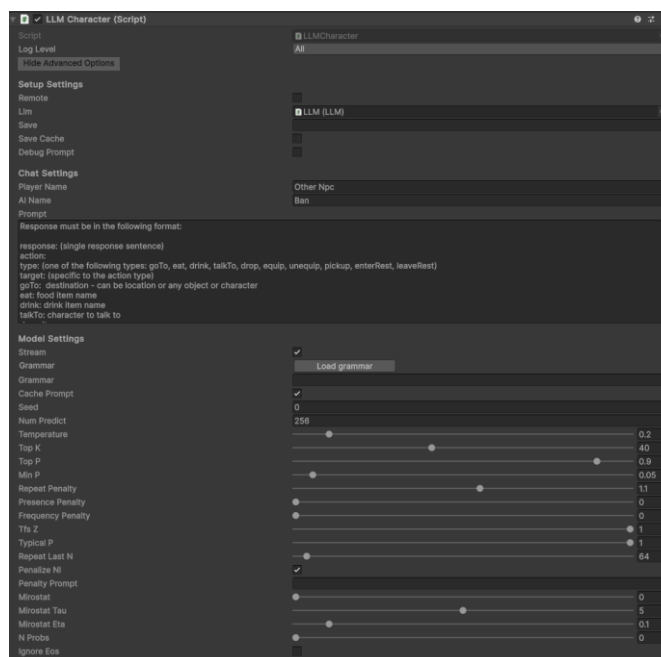 LLM Character (Script)
Script LLMCharacter
Log Level All
Hide Advanced Options
Setup Settings
Remote
Llm LLM (LLM)
Save
Save Cache
Debug Prompt
Chat Settings
Player Name Other Npc
AI Name Ban
Prompt
Response must be in the following format:
response: (single response sentence)
action:
type: (one of the following types: goTo, eat, drink, talkTo, drop, equip, unequip, pickup, enterRest, leaveRest)
target: (specific to the action type)
goTo: destination - can be location or any object or character
eat: food item name
drink: drink item name
talkTo: character to talk to
Model Settings
Stream
Grammar Load grammar
Grammar
Cache Prompt
Seed 0
Num Predict 256
Temperature 0.2
Top K 40
Top P 0.9
Min P 0.05
Repeat Penalty 1.1
Presence Penalty 0
Frequency Penalty 0
Tfs Z 1
Typical P 1
Repeat Last N 64
Penalize Nl
Penalty Prompt
Mirostat 0
Mirostat Tau 5
Mirostat Eta 0.1
N Probs 0
Ignore Eos